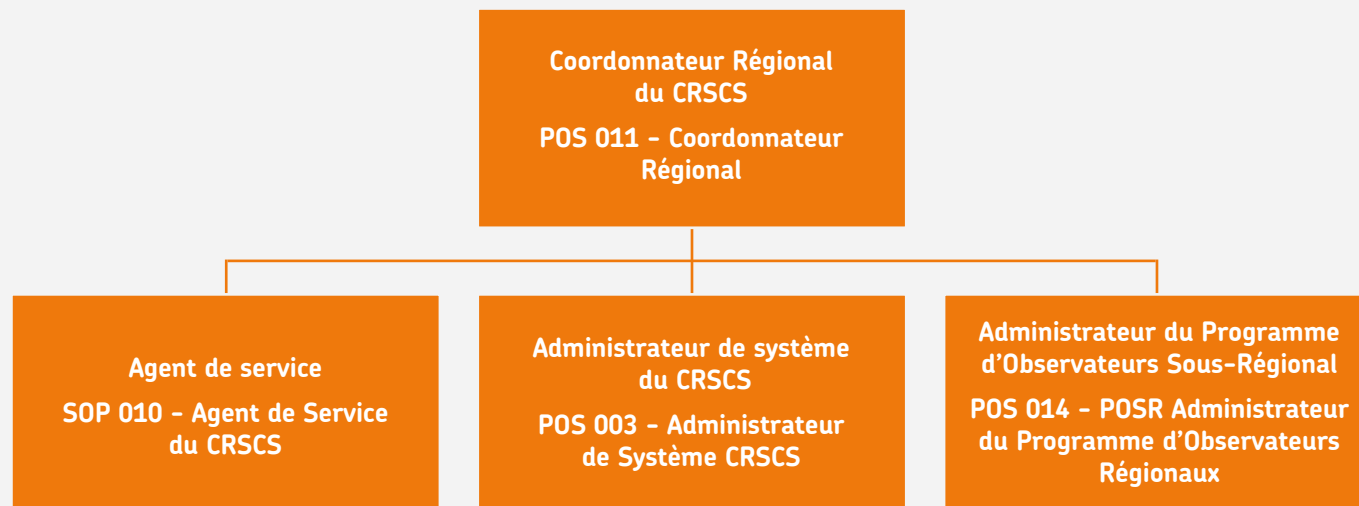 Coordonnateur Régional
du CRSCS
POS 011 - Coordonnateur
Régional
Agent de service
SOP 010 - Agent de Service
du CRSCS
Administrateur de système
du CRSCS
POS 003 - Administrateur
de Système CRSCS
Administrateur du Programme
d'Observateurs Sous-Régional
POS 014 - POSR Administrateur
du Programme d'Observateurs
Régionaux